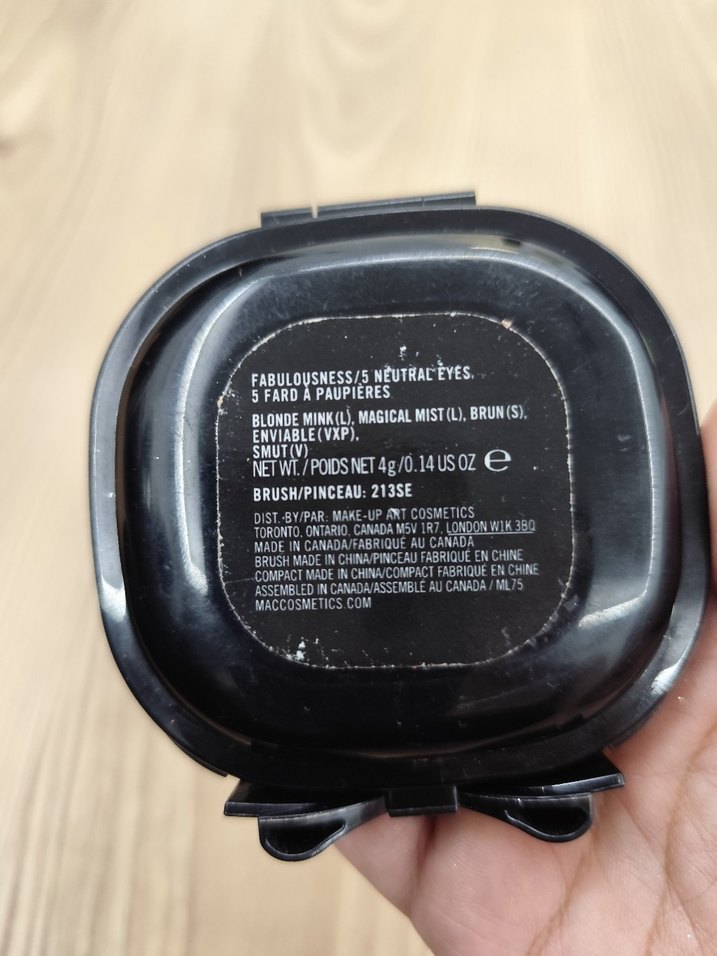 FABULOUSNESS/5 NEUTRAL EYES,
5 FARD À PAUPIÈRES
BLONDE MINK(L), MAGICAL MIST(L), BRUN(S),
ENVIABLE(VXP),
SMUT(V)
NET WT./POIDS NET 4g/0.14 US OZ e
BRUSH/PINCEAU: 213SE
DIST. BY/PAR: MAKE-UP ART COSMETICS
TORONTO, ONTARIO, CANADA M5V 1R7, LONDON W1K 3BQ
MADE IN CANADA/FABRIQUÉ AU CANADA
BRUSH MADE IN CHINA/PINCEAU FABRIQUÉ EN CHINE
COMPACT MADE IN CHINA/COMPACT FABRIQUÉ EN CHINE
ASSEMBLED IN CANADA/ASSEMBLÉ AU CANADA / ML75
MACCOSMETICS.COM